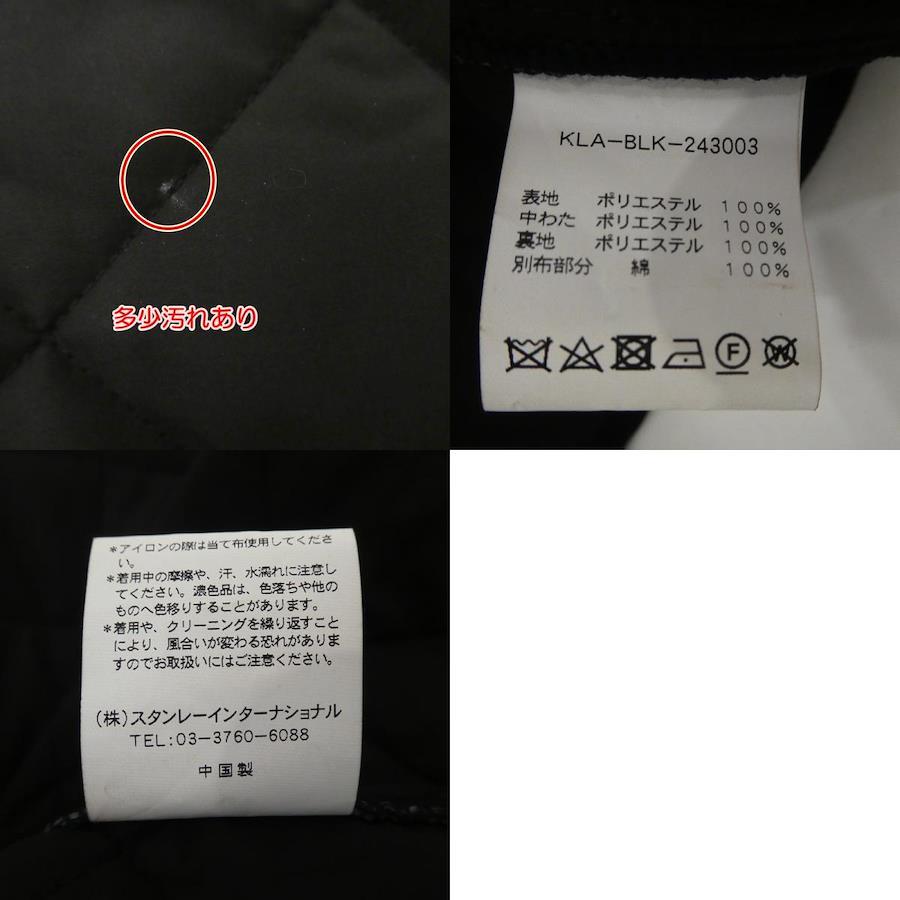 多少汚れあり
KLA-BLK-243003
表地 ポリエステル 100%
中わた ポリエステル 100%
裏地 ポリエステル 100%
別布部分 綿 100%
F
W
*アイロンの際は当て布使用してくださ
い。
*着用中の摩擦や、汗、水濡れに注意し
てください。濃色品は、色落ちや他の
ものへ色移りすることがあります。
*着用や、クリーニングを繰り返すこと
により、風合いが変わる恐れがありま
すのでお取扱いにはご注意ください。
(株)スタンレーインターナショナル
TEL:03-3760-6088
中国製